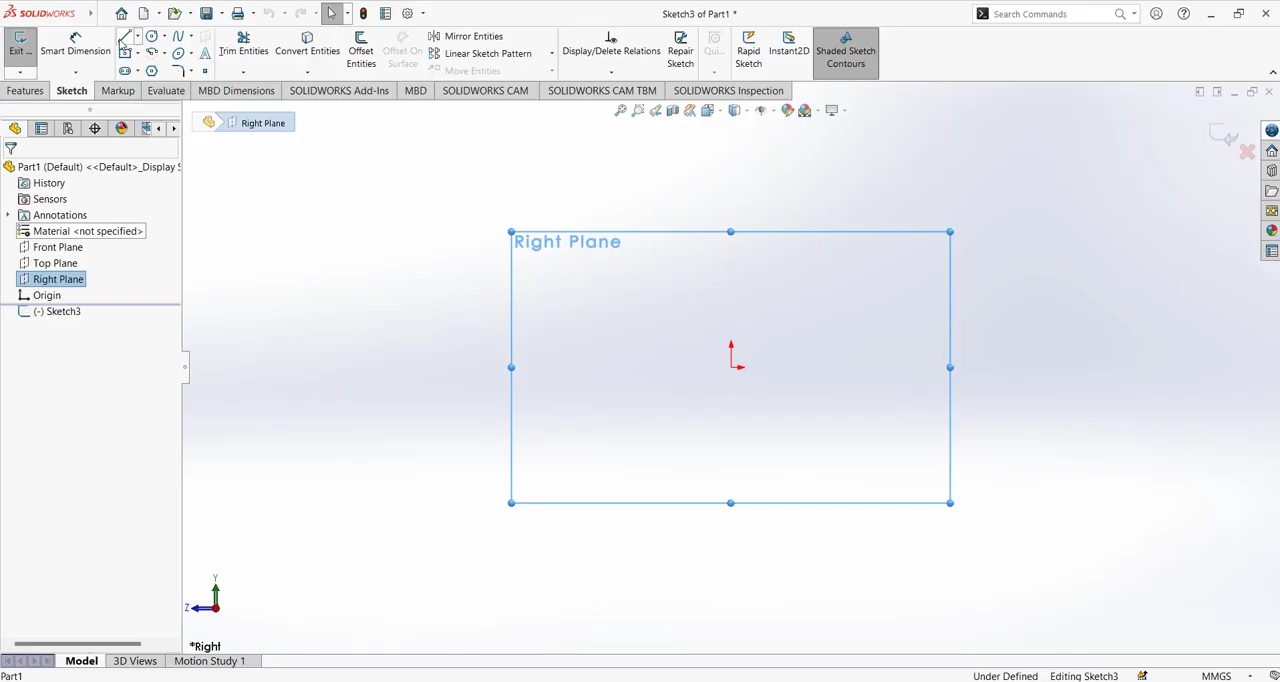 SOLIDWORKS
Sketch3 of Part1 *
Search Commands
Exit ...
Smart Dimension
Trim Entities
Convert Entities
Offset Entities
Offset On Surface
Mirror Entities
Linear Sketch Pattern
Move Entities
Display/Delete Relations
Repair Sketch
Qui...
Rapid Sketch
Instant2D
Shaded Sketch Contours
Features
Sketch
Markup
Evaluate
MBD Dimensions
SOLIDWORKS Add-Ins
MBD
SOLIDWORKS CAM
SOLIDWORKS CAM TBM
SOLIDWORKS Inspection
Right Plane
Part1 (Default) <<Default>_Display S
History
Sensors
Annotations
Material <not specified>
Front Plane
Top Plane
Right Plane
Origin
(-) Sketch3
Right Plane
Y
Z
*Right
Model
3D Views
Motion Study 1
Part1
Under Defined
Editing Sketch3
MMGS